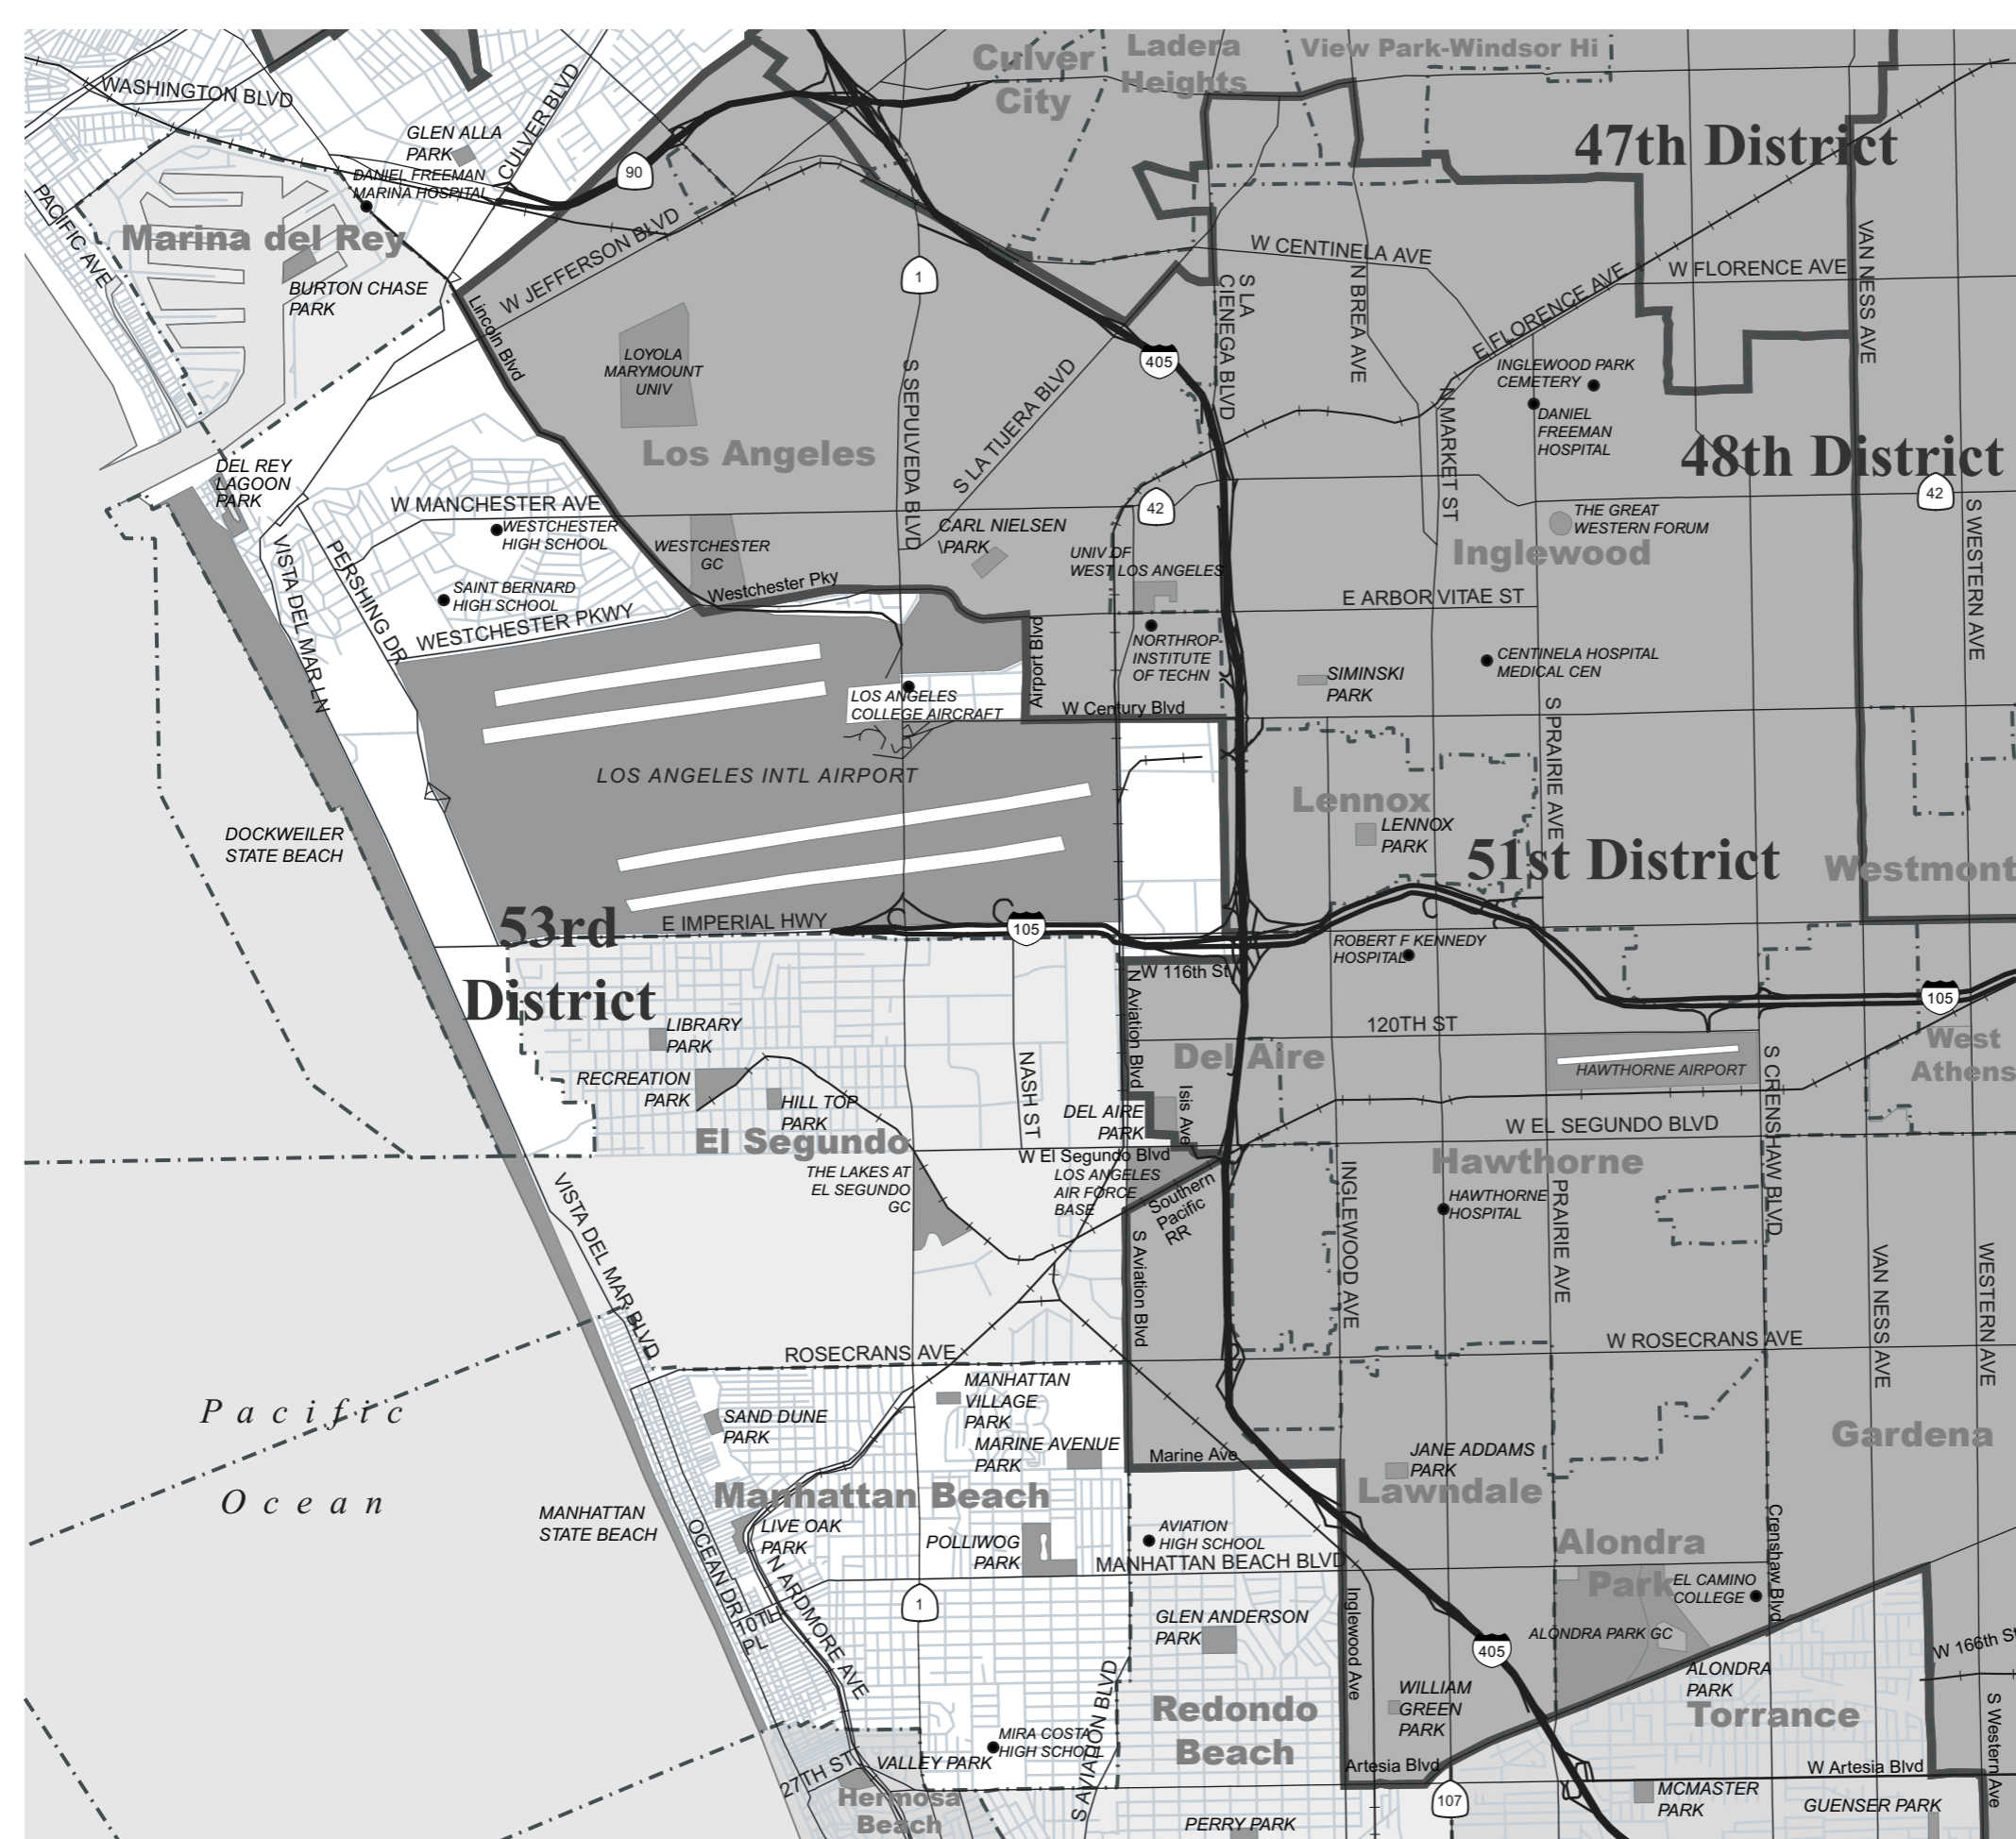 Culver
City
Ladera
Heights
View Park-Windsor Hi
WASHINGTON BLVD
CULVER BLVD
GLEN ALLA
PARK
DANIEL FREEMAN
MARINA HOSPITAL
90
47th District
PACIFIC AVE
Marina del Rey
BURTON CHASE
PARK
W JEFFERSON BLVD
Lincoln Blvd
1
W CENTINELA AVE
W FLORENCE AVE
E FLORENCE AVE
VAN NESS AVE
S LA
CIENEGA BLVD
N BREA AVE
LOYOLA
MARYMOUNT
UNIV
405
S SEPULVEDA BLVD
S LA TIJERA BLVD
INGLEWOOD PARK
CEMETERY
DANIEL
FREEMAN
HOSPITAL
N MARKET ST
Los Angeles
48th District
DEL REY
LAGOON
PARK
W MANCHESTER AVE
WESTCHESTER
HIGH SCHOOL
42
42
THE GREAT
WESTERN FORUM
Inglewood
S WESTERN AVE
CARL NIELSEN
PARK
WESTCHESTER
GC
UNIV OF
WEST LOS ANGELES
VISTA DEL MAR LN
PERSHING DR
SAINT BERNARD
HIGH SCHOOL
Westchester Pky
WESTCHESTER PKWY
E ARBOR VITAE ST
Airport Blvd
NORTHROP
INSTITUTE
OF TECHN
CENTINELA HOSPITAL
MEDICAL CEN
SIMINSKI
PARK
LOS ANGELES
COLLEGE AIRCRAFT
W Century Blvd
S PRAIRIE AVE
LOS ANGELES INTL AIRPORT
Lennox
LENNOX
PARK
DOCKWEILER
STATE BEACH
51st District
Westmont
53rd
District
E IMPERIAL HWY
105
ROBERT F KENNEDY
HOSPITAL
W 116th St
105
N Aviation Blvd
120TH ST
LIBRARY
PARK
Del Aire
HAWTHORNE AIRPORT
West
Athens
S CRENSHAW BLVD
NASH ST
RECREATION
PARK
HILL TOP
PARK
DEL AIRE
PARK
Isis Ave
El Segundo
W EL SEGUNDO BLVD
W El Segundo Blvd
Hawthorne
THE LAKES AT
EL SEGUNDO
GC
LOS ANGELES
AIR FORCE
BASE
Southern
Pacific
RR
INGLEWOOD AVE
HAWTHORNE
HOSPITAL
PRAIRIE AVE
VISTA DEL MAR BLVD
S Aviation Blvd
VAN NESS AVE
WESTERN AVE
ROSECRANS AVE
W ROSECRANS AVE
Pacific
Ocean
MANHATTAN
VILLAGE
PARK
SAND DUNE
PARK
MARINE AVENUE
PARK
Marine Ave
JANE ADDAMS
PARK
Gardena
Manhattan Beach
Lawndale
MANHATTAN
STATE BEACH
LIVE OAK
PARK
POLLIWOG
PARK
AVIATION
HIGH SCHOOL
MANHATTAN BEACH BLVD
Alondra
Park
Crenshaw Blvd
EL CAMINO
COLLEGE
OCEAN DR
N ARDMORE AVE
10TH
PL
1
Inglewood Ave
GLEN ANDERSON
PARK
405
ALONDRA PARK GC
W 166th St
ALONDRA
PARK
WILLIAM
GREEN
PARK
Redondo
Beach
Torrance
S Western Ave
S AVIATION BLVD
MIRA COSTA
HIGH SCHOOL
VALLEY PARK
27TH ST
Artesia Blvd
W Artesia Blvd
Hermosa
Beach
107
MCMASTER
PARK
GUENSER PARK
PERRY PARK